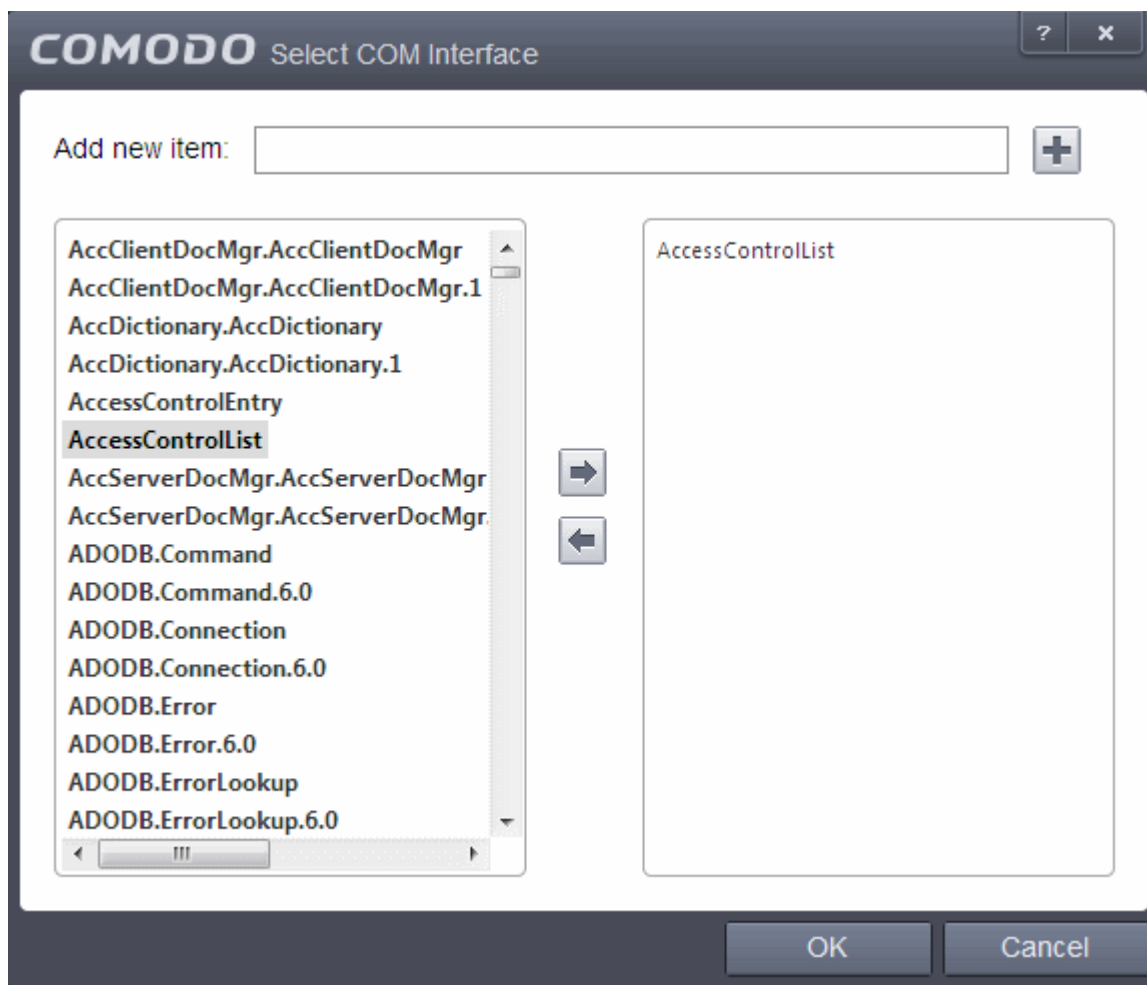 COMODO Select COM Interface ? ×
Add new item:
AccClientDocMgr.AccClientDocMgr
AccClientDocMgr.AccClientDocMgr.1
AccDictionary.AccDictionary
AccDictionary.AccDictionary.1
AccessControlEntry
AccessControlList
AccServerDocMgr.AccServerDocMgr
AccServerDocMgr.AccServerDocMgr.
ADODB.Command
ADODB.Command.6.0
ADODB.Connection
ADODB.Connection.6.0
ADODB.Error
ADODB.Error.6.0
ADODB.ErrorLookup
ADODB.ErrorLookup.6.0
AccessControlList
OK Cancel